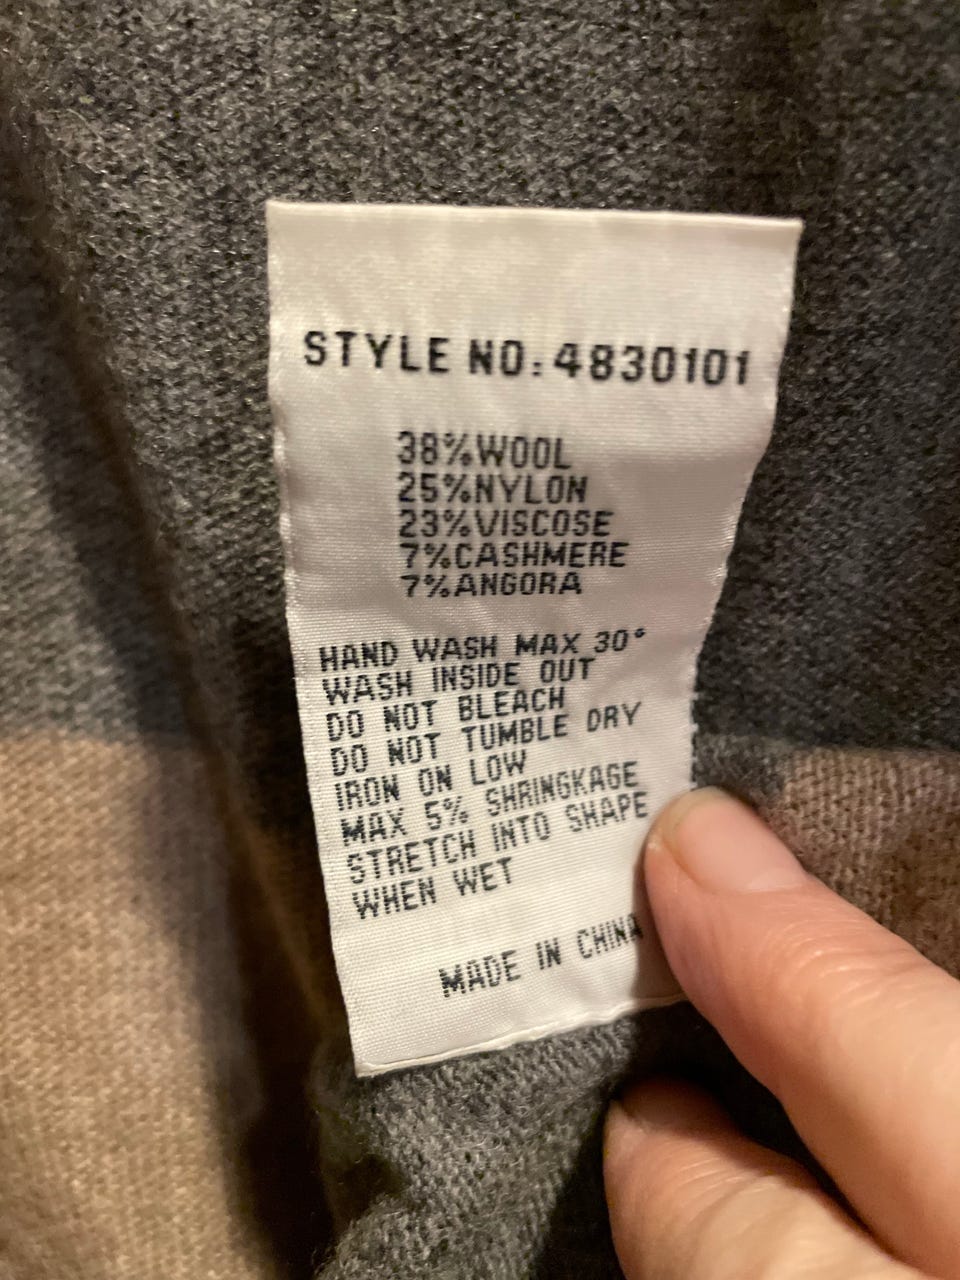 STYLE NO: 4830101
38%WOOL
25%NYLON
23%VISCOSE
7%CASHMERE
7%ANGORA
HAND WASH MAX 30°
WASH INSIDE OUT
DO NOT BLEACH
DO NOT TUMBLE DRY
IRON ON LOW
MAX 5% SHRINGKAGE
STRETCH INTO SHAPE
WHEN WET
MADE IN CHINA